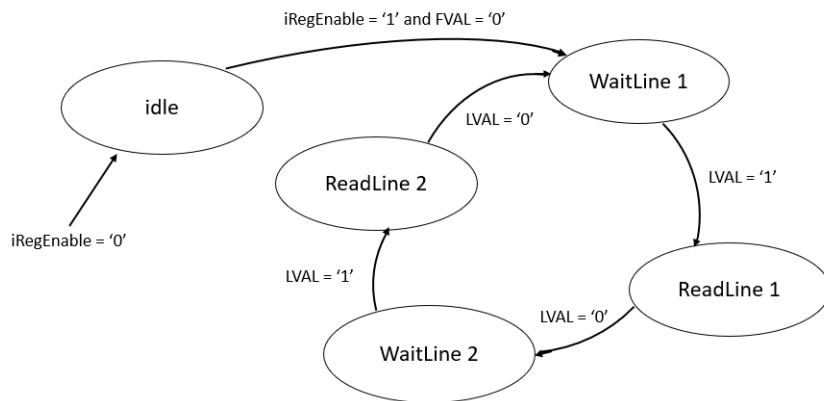 iRegEnable = ‘1’ and FVAL = ‘0’
WaitLine 1
idle
LVAL = ‘0’
ReadLine 2
LVAL = ‘1’
iRegEnable = ‘0’
LVAL = ‘1’
ReadLine 1
LVAL = ‘0’
WaitLine 2